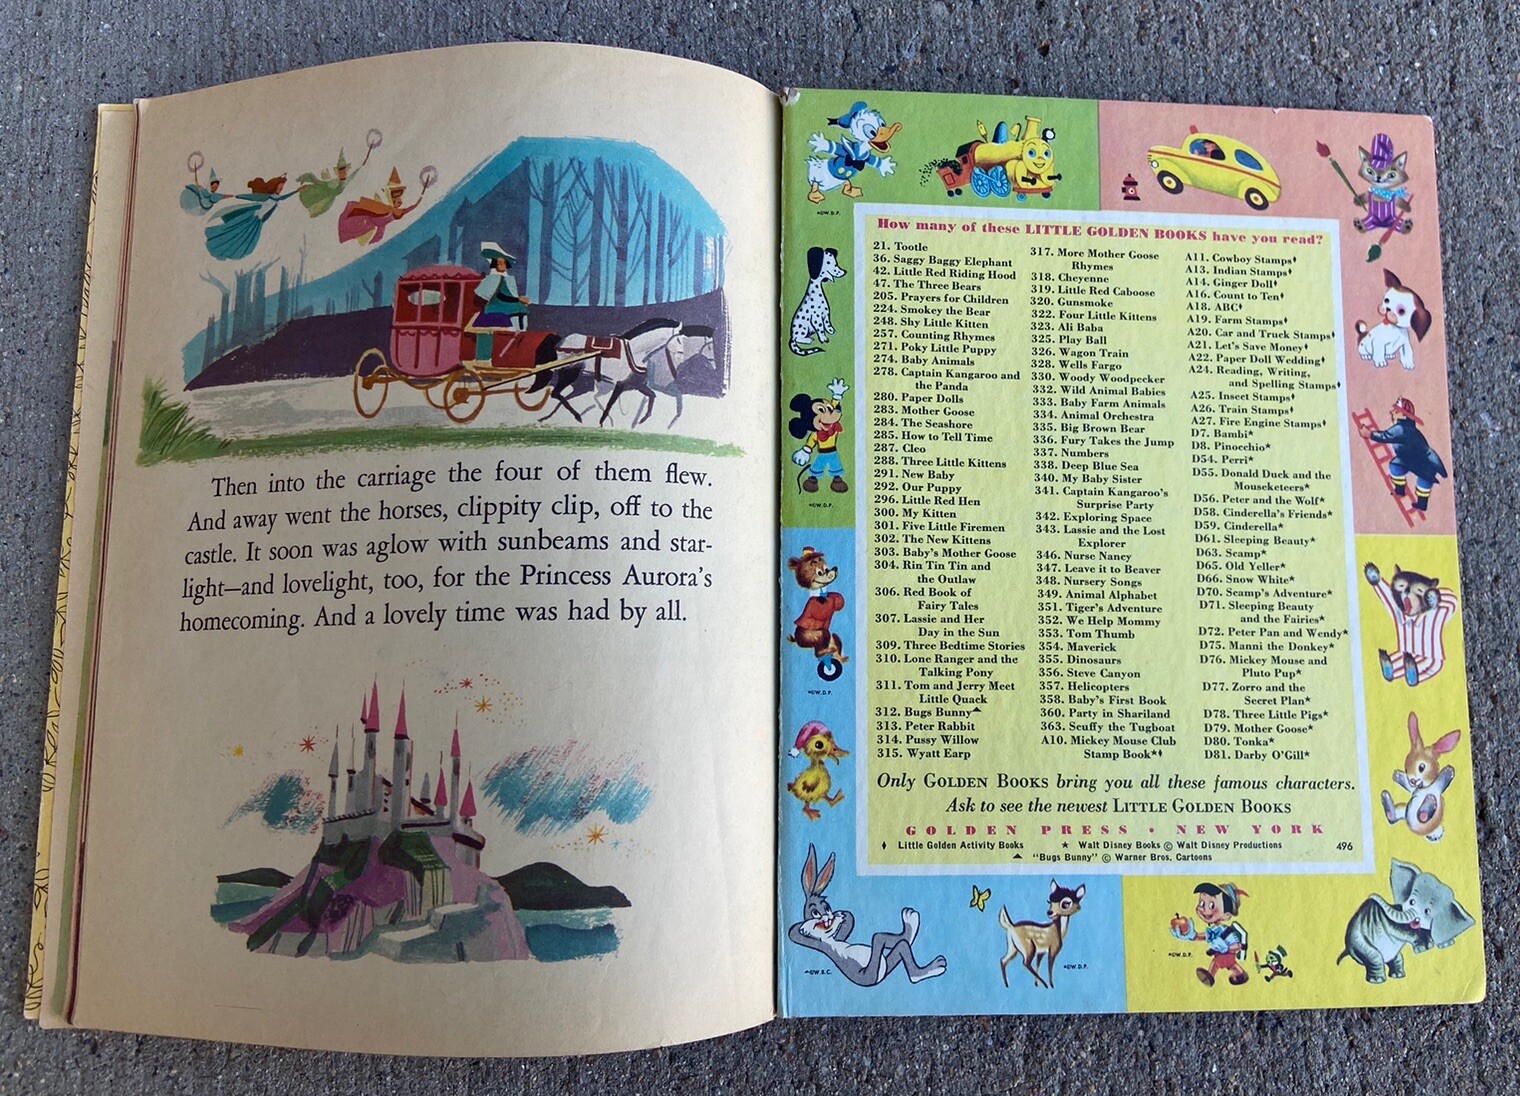 Then into the carriage the four of them flew.
And away went the horses, clippity clip, off to the
castle. It soon was aglow with sunbeams and star-
light—and lovelight, too, for the Princess Aurora's
homecoming. And a lovely time was had by all.
How many of these LITTLE GOLDEN BOOKS have you read?
21. Tootle
36. Saggy Baggy Elephant
42. Little Red Riding Hood
47. The Three Bears
205. Prayers for Children
224. Smokey the Bear
248. Shy Little Kitten
257. Counting Rhymes
271. Poky Little Puppy
274. Baby Animals
278. Captain Kangaroo and
the Panda
280. Paper Dolls
283. Mother Goose
284. The Seashore
285. How to Tell Time
287. Cleo
288. Three Little Kittens
291. New Baby
292. Our Puppy
296. Little Red Hen
300. My Kitten
301. Five Little Firemen
302. The New Kittens
303. Baby's Mother Goose
304. Rin Tin Tin and
the Outlaw
306. Red Book of
Fairy Tales
307. Lassie and Her
Day in the Sun
309. Three Bedtime Stories
310. Lone Ranger and the
Talking Pony
311. Tom and Jerry Meet
Little Quack
312. Bugs Bunny▲
313. Peter Rabbit
314. Pussy Willow
315. Wyatt Earp
317. More Mother Goose
Rhymes
318. Cheyenne
319. Little Red Caboose
320. Gunsmoke
322. Four Little Kittens
323. Ali Baba
325. Play Ball
326. Wagon Train
328. Wells Fargo
330. Woody Woodpecker
332. Wild Animal Babies
333. Baby Farm Animals
334. Animal Orchestra
335. Big Brown Bear
336. Fury Takes the Jump
337. Numbers
338. Deep Blue Sea
340. My Baby Sister
341. Captain Kangaroo's
Surprise Party
342. Exploring Space
343. Lassie and the Lost
Explorer
346. Nurse Nancy
347. Leave it to Beaver
348. Nursery Songs
349. Animal Alphabet
351. Tiger's Adventure
352. We Help Mommy
353. Tom Thumb
354. Maverick
355. Dinosaurs
356. Steve Canyon
357. Helicopters
358. Baby's First Book
360. Party in Shariland
363. Scuffy the Tugboat
A10. Mickey Mouse Club
Stamp Book*♦
A11. Cowboy Stamps♦
A13. Indian Stamps♦
A14. Ginger Doll♦
A16. Count to Ten♦
A18. ABC♦
A19. Farm Stamps♦
A20. Car and Truck Stamps♦
A21. Let's Save Money♦
A22. Paper Doll Wedding♦
A24. Reading, Writing,
and Spelling Stamps♦
A25. Insect Stamps♦
A26. Train Stamps♦
A27. Fire Engine Stamps♦
D7. Bambi*
D8. Pinocchio*
D54. Perri*
D55. Donald Duck and the
Mouseketeers*
D56. Peter and the Wolf*
D58. Cinderella's Friends*
D59. Cinderella*
D61. Sleeping Beauty*
D63. Scamp*
D65. Old Yeller*
D66. Snow White*
D70. Scamp's Adventure*
D71. Sleeping Beauty
and the Fairies*
D72. Peter Pan and Wendy*
D75. Manni the Donkey*
D76. Mickey Mouse and
Pluto Pup*
D77. Zorro and the
Secret Plan*
D78. Three Little Pigs*
D79. Mother Goose*
D80. Tonka*
D81. Darby O'Gill*
Only GOLDEN BOOKS bring you all these famous characters.
Ask to see the newest LITTLE GOLDEN BOOKS
GOLDEN PRESS • NEW YORK
♦ Little Golden Activity Books ★ Walt Disney Books © Walt Disney Productions 496
▲ "Bugs Bunny" © Warner Bros. Cartoons
*©W.D.P.
*©W.D.P.
*©W.D.P.
*©W.D.P.
*©W.D.P.